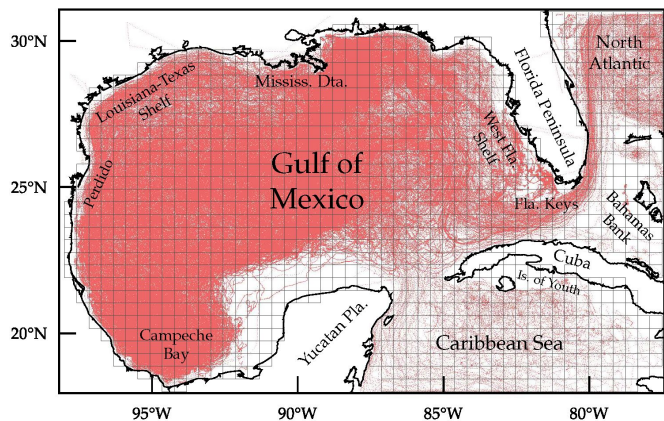 30°N
25°N
20°N
95°W
90°W
85°W
80°W
North
Atlantic
Florida Peninsula
Louisiana-Texas
Shelf
Mississ. Dta.
West Fla.
Shelf
Perdido
Gulf of
Mexico
Fla. Keys
Bahamas
Bank
Cuba
Is. of Youth
Campeche
Bay
Yucatan Pla.
Caribbean Sea